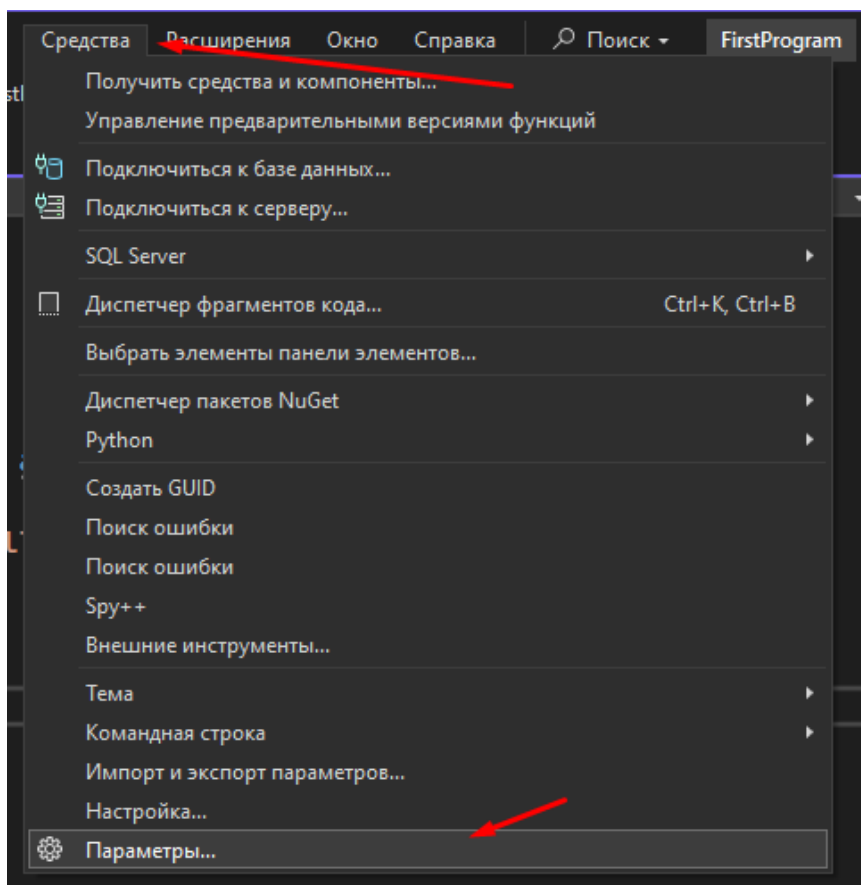 Средства Расширения Окно Справка Поиск FirstProgram
Получить средства и компоненты...
Управление предварительными версиями функций
Подключиться к базе данных...
Подключиться к серверу...
SQL Server
Диспетчер фрагментов кода... Ctrl+K, Ctrl+B
Выбрать элементы панели элементов...
Диспетчер пакетов NuGet
Python
Создать GUID
Поиск ошибки
Поиск ошибки
Spy++
Внешние инструменты...
Тема
Командная строка
Импорт и экспорт параметров...
Настройка...
Параметры...